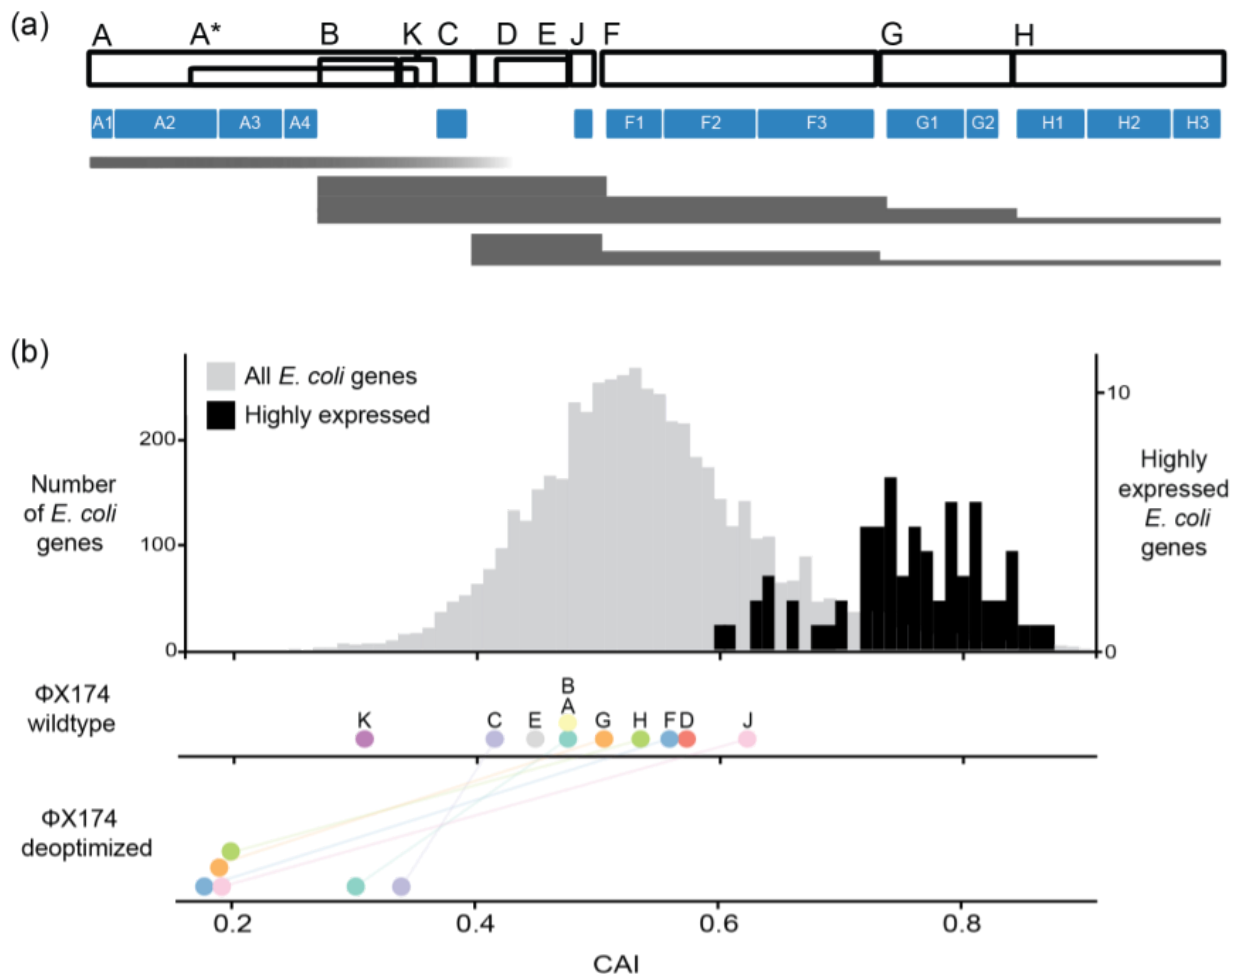 (a)
A A* B K C D E J F G H
A1 A2 A3 A4 F1 F2 F3 G1 G2 H1 H2 H3
(b)
All E. coli genes
Highly expressed
10
200
Number
of E. coli
genes
Highly
expressed
E. coli
genes
100
0 0
ΦX174
wildtype
B
A
K C E G H F D J
ΦX174
deoptimized
0.2 0.4 0.6 0.8
CAI